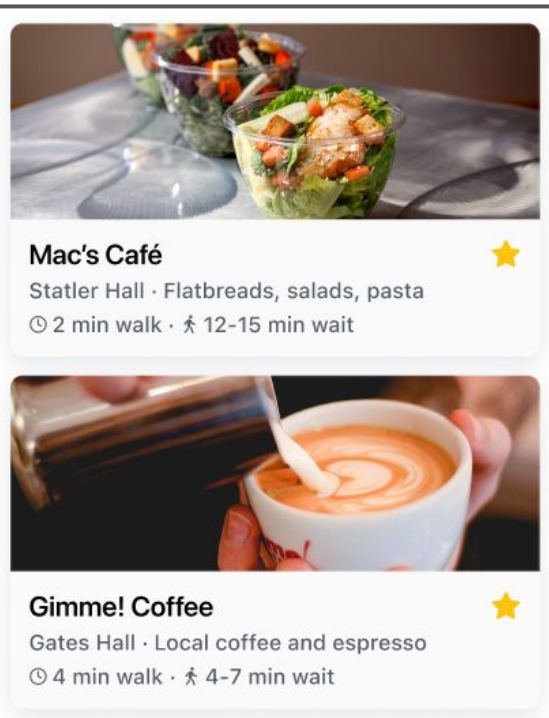 Mac's Café
Statler Hall · Flatbreads, salads, pasta
2 min walk · 12-15 min wait
Gimme! Coffee
Gates Hall · Local coffee and espresso
4 min walk · 4-7 min wait